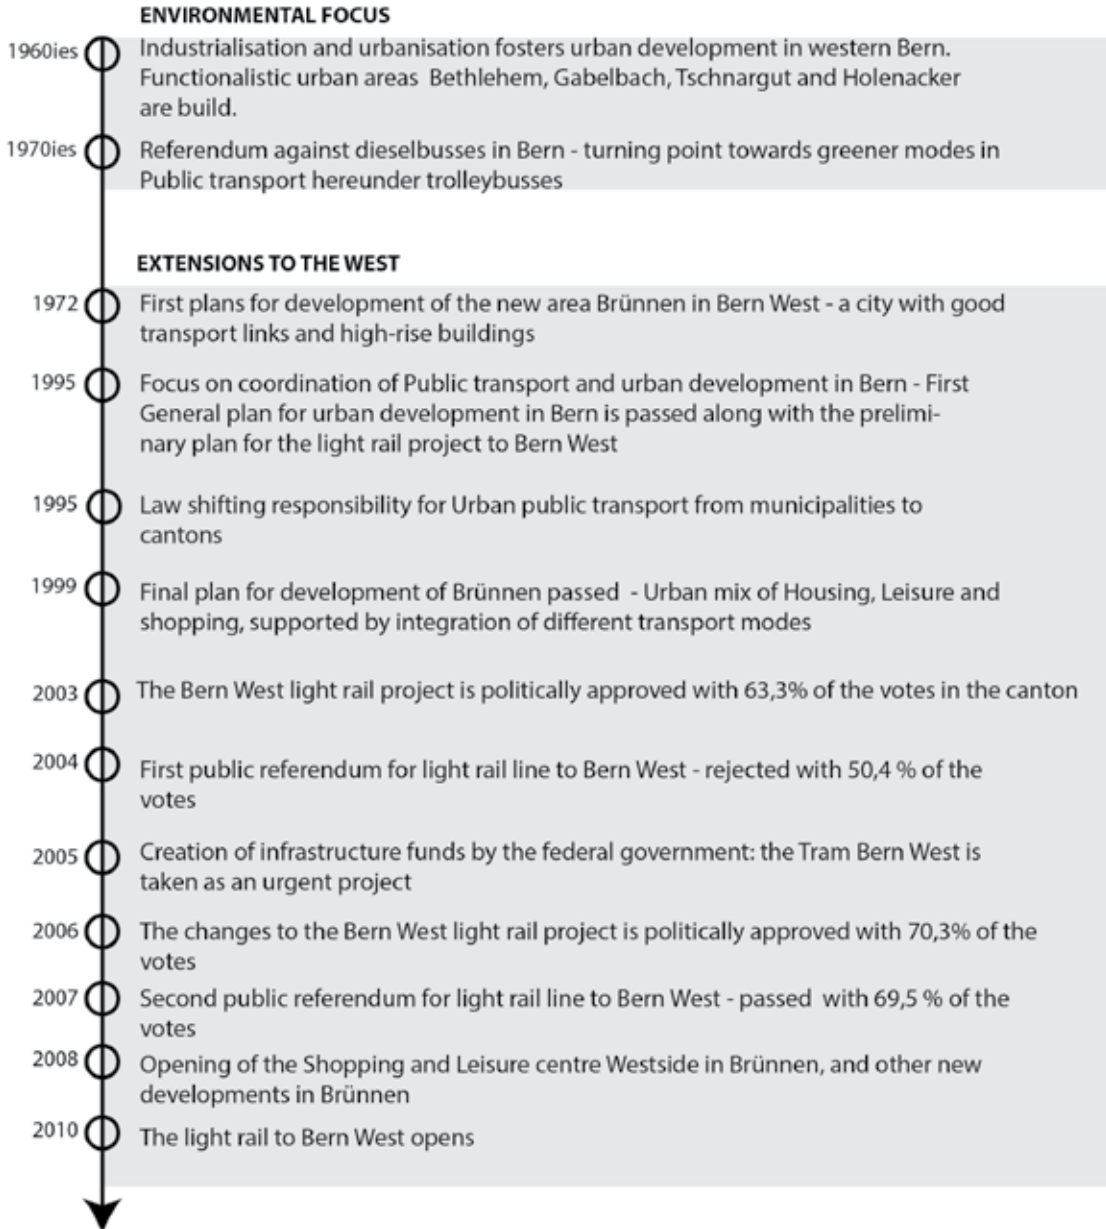 ENVIRONMENTAL FOCUS
1960ies
Industrialisation and urbanisation fosters urban development in western Bern.
Functionalistic urban areas Bethlehem, Gabelbach, Tschnargut and Holenacker
are build.
1970ies
Referendum against dieselbusses in Bern - turning point towards greener modes in
Public transport hereunder trolleybusses
EXTENSIONS TO THE WEST
1972
First plans for development of the new area Brünnen in Bern West - a city with good
transport links and high-rise buildings
1995
Focus on coordination of Public transport and urban development in Bern - First
General plan for urban development in Bern is passed along with the prelimi-
nary plan for the light rail project to Bern West
1995
Law shifting responsibility for Urban public transport from municipalities to
cantons
1999
Final plan for development of Brünnen passed - Urban mix of Housing, Leisure and
shopping, supported by integration of different transport modes
2003
The Bern West light rail project is politically approved with 63,3% of the votes in the canton
2004
First public referendum for light rail line to Bern West - rejected with 50,4 % of the
votes
2005
Creation of infrastructure funds by the federal government: the Tram Bern West is
taken as an urgent project
2006
The changes to the Bern West light rail project is politically approved with 70,3% of the
votes
2007
Second public referendum for light rail line to Bern West - passed with 69,5 % of the
votes
2008
Opening of the Shopping and Leisure centre Westside in Brünnen, and other new
developments in Brünnen
2010
The light rail to Bern West opens